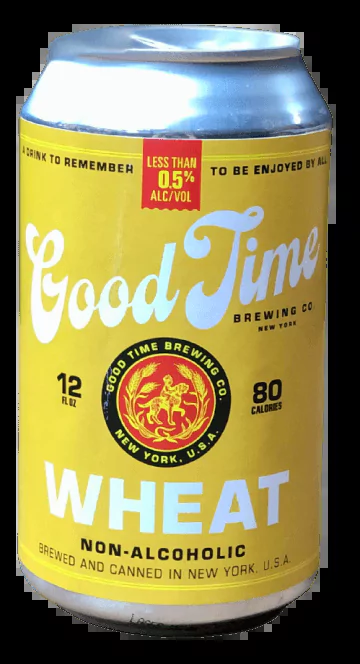 A DRINK TO REMEMBER
LESS THAN
0.5%
ALC/VOL
TO BE ENJOYED BY ALL
Good Time
BREWING CO.
NEW YORK
12
FL OZ
GOOD TIME BREWING CO.
NEW YORK, U.S.A.
80
CALORIES
WHEAT
NON-ALCOHOLIC
BREWED AND CANNED IN NEW YORK, U.S.A.